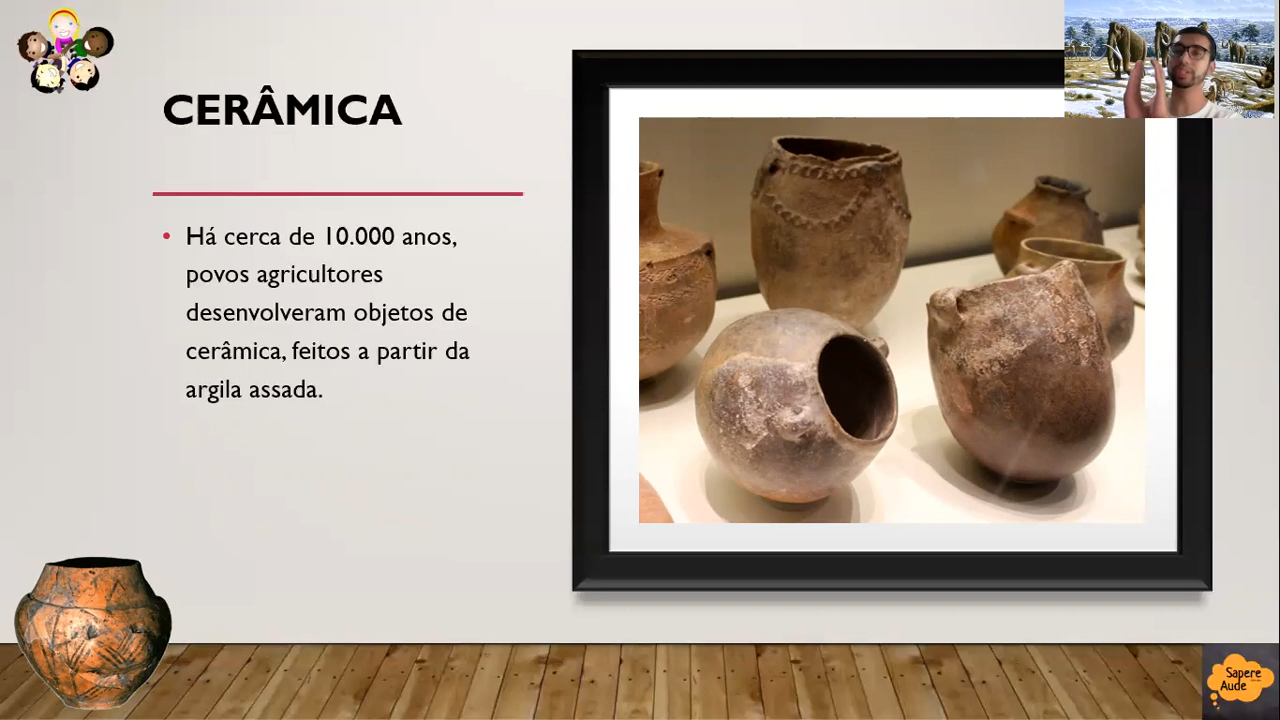 CERÂMICA
• Há cerca de 10.000 anos,
povos agricultores
desenvolveram objetos de
cerâmica, feitos a partir da
argila assada.
Sapere
Aude